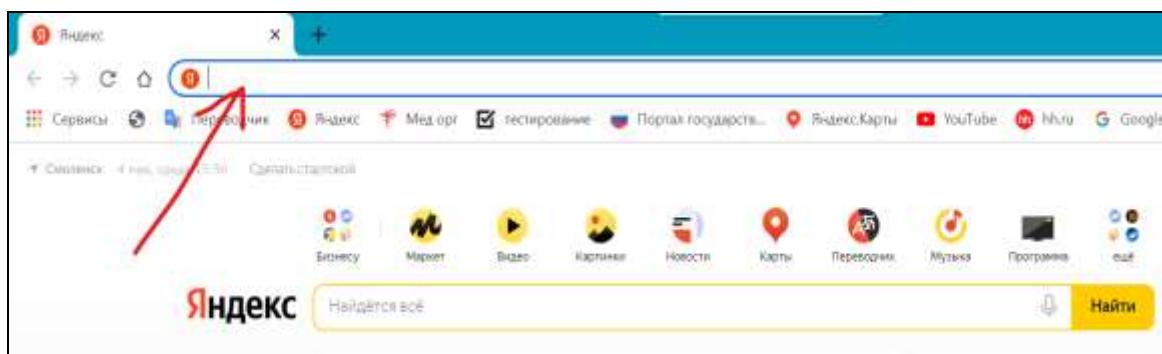 Яндекс
Сервисы Переводчик Яндекс Мед орг тестирование Портал государств... Яндекс.Карты YouTube hh.ru Google
Смоленск Сделать стартовой
Бизнесу Маркет Видео Картинки Новости Карты Переводчик Музыка Программа ещё
Яндекс Найдётся всё Найти